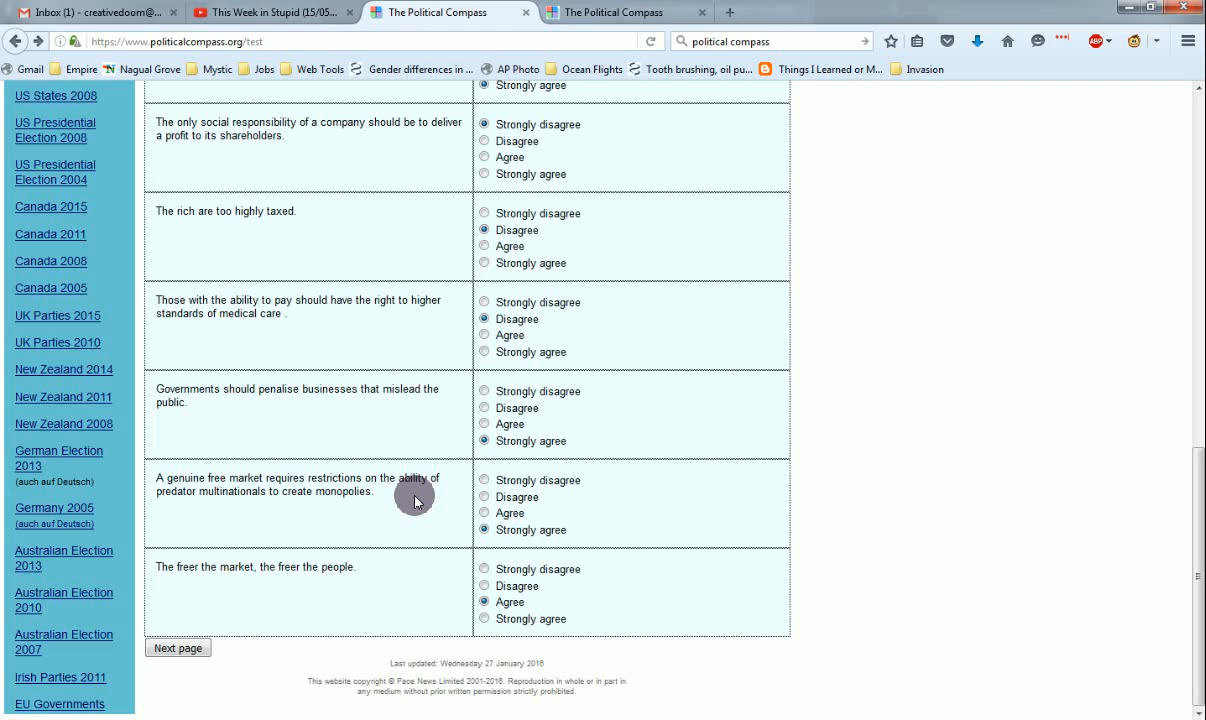 Inbox (1) - creativedoom@... × This Week in Stupid (15/05... × The Political Compass × The Political Compass × +
https://www.politicalcompass.org/test political compass ABP
Gmail Empire Nagual Grove Mystic Jobs Web Tools Gender differences in ... AP Photo Ocean Flights Tooth brushing, oil pu... Things I Learned or M... Invasion
US States 2008
US Presidential
Election 2008
US Presidential
Election 2004
Canada 2015
Canada 2011
Canada 2008
Canada 2005
UK Parties 2015
UK Parties 2010
New Zealand 2014
New Zealand 2011
New Zealand 2008
German Election
2013
(auch auf Deutsch)
Germany 2005
(auch auf Deutsch)
Australian Election
2013
Australian Election
2010
Australian Election
2007
Irish Parties 2011
EU Governments
Strongly agree
The only social responsibility of a company should be to deliver
a profit to its shareholders.
Strongly disagree
Disagree
Agree
Strongly agree
The rich are too highly taxed.
Strongly disagree
Disagree
Agree
Strongly agree
Those with the ability to pay should have the right to higher
standards of medical care .
Strongly disagree
Disagree
Agree
Strongly agree
Governments should penalise businesses that mislead the
public.
Strongly disagree
Disagree
Agree
Strongly agree
A genuine free market requires restrictions on the ability of
predator multinationals to create monopolies.
Strongly disagree
Disagree
Agree
Strongly agree
The freer the market, the freer the people.
Strongly disagree
Disagree
Agree
Strongly agree
Next page
Last updated: Wednesday 27 January 2016
This website copyright © Pace News Limited 2001-2016. Reproduction in whole or in part in
any medium without prior written permission strictly prohibited.